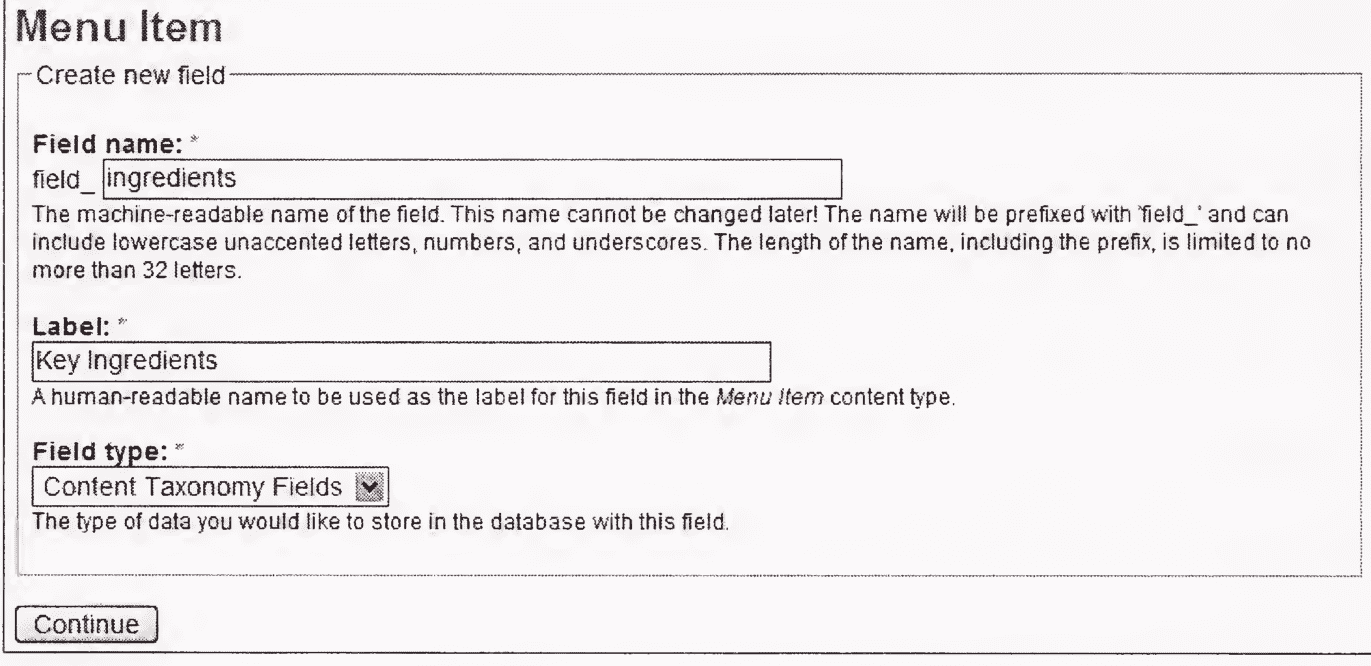 Menu Item
Create new field
Field name: *
field_ ingredients
The machine-readable name of the field. This name cannot be changed later! The name will be prefixed with 'field_' and can
include lowercase unaccented letters, numbers, and underscores. The length of the name, including the prefix, is limited to no
more than 32 letters.
Label: *
Key Ingredients
A human-readable name to be used as the label for this field in the Menu Item content type.
Field type: *
Content Taxonomy Fields
The type of data you would like to store in the database with this field.
Continue